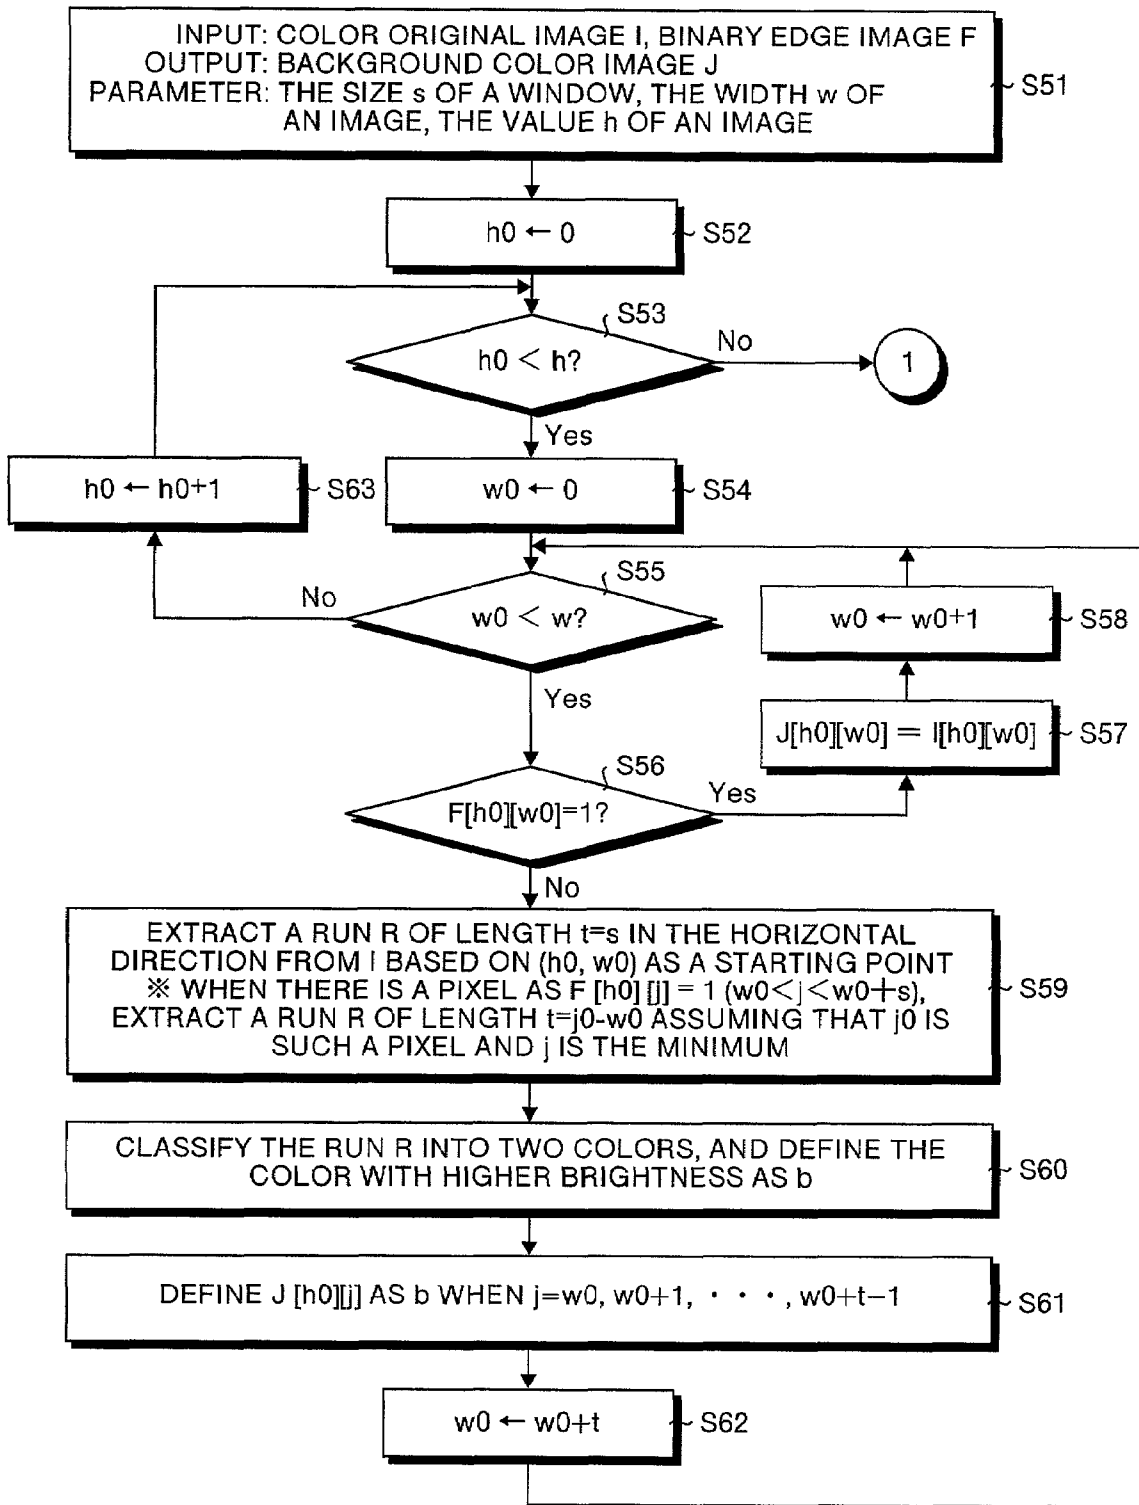 INPUT: COLOR ORIGINAL IMAGE I, BINARY EDGE IMAGE F
OUTPUT: BACKGROUND COLOR IMAGE J
PARAMETER: THE SIZE s OF A WINDOW, THE WIDTH w OF
AN IMAGE, THE VALUE h OF AN IMAGE
S51
h0 ← 0
S52
S53
h0 < h?
No
1
Yes
h0 ← h0+1
S63
w0 ← 0
S54
S55
No
w0 < w?
w0 ← w0+1
S58
Yes
J[h0][w0] = I[h0][w0]
S57
S56
F[h0][w0]=1?
Yes
No
EXTRACT A RUN R OF LENGTH t=s IN THE HORIZONTAL
DIRECTION FROM I BASED ON (h0, w0) AS A STARTING POINT
※ WHEN THERE IS A PIXEL AS F [h0] [j] = 1 (w0<j<w0+s),
EXTRACT A RUN R OF LENGTH t=j0-w0 ASSUMING THAT j0 IS
SUCH A PIXEL AND j IS THE MINIMUM
S59
CLASSIFY THE RUN R INTO TWO COLORS, AND DEFINE THE
COLOR WITH HIGHER BRIGHTNESS AS b
S60
DEFINE J [h0][j] AS b WHEN j=w0, w0+1, ・・・, w0+t−1
S61
w0 ← w0+t
S62